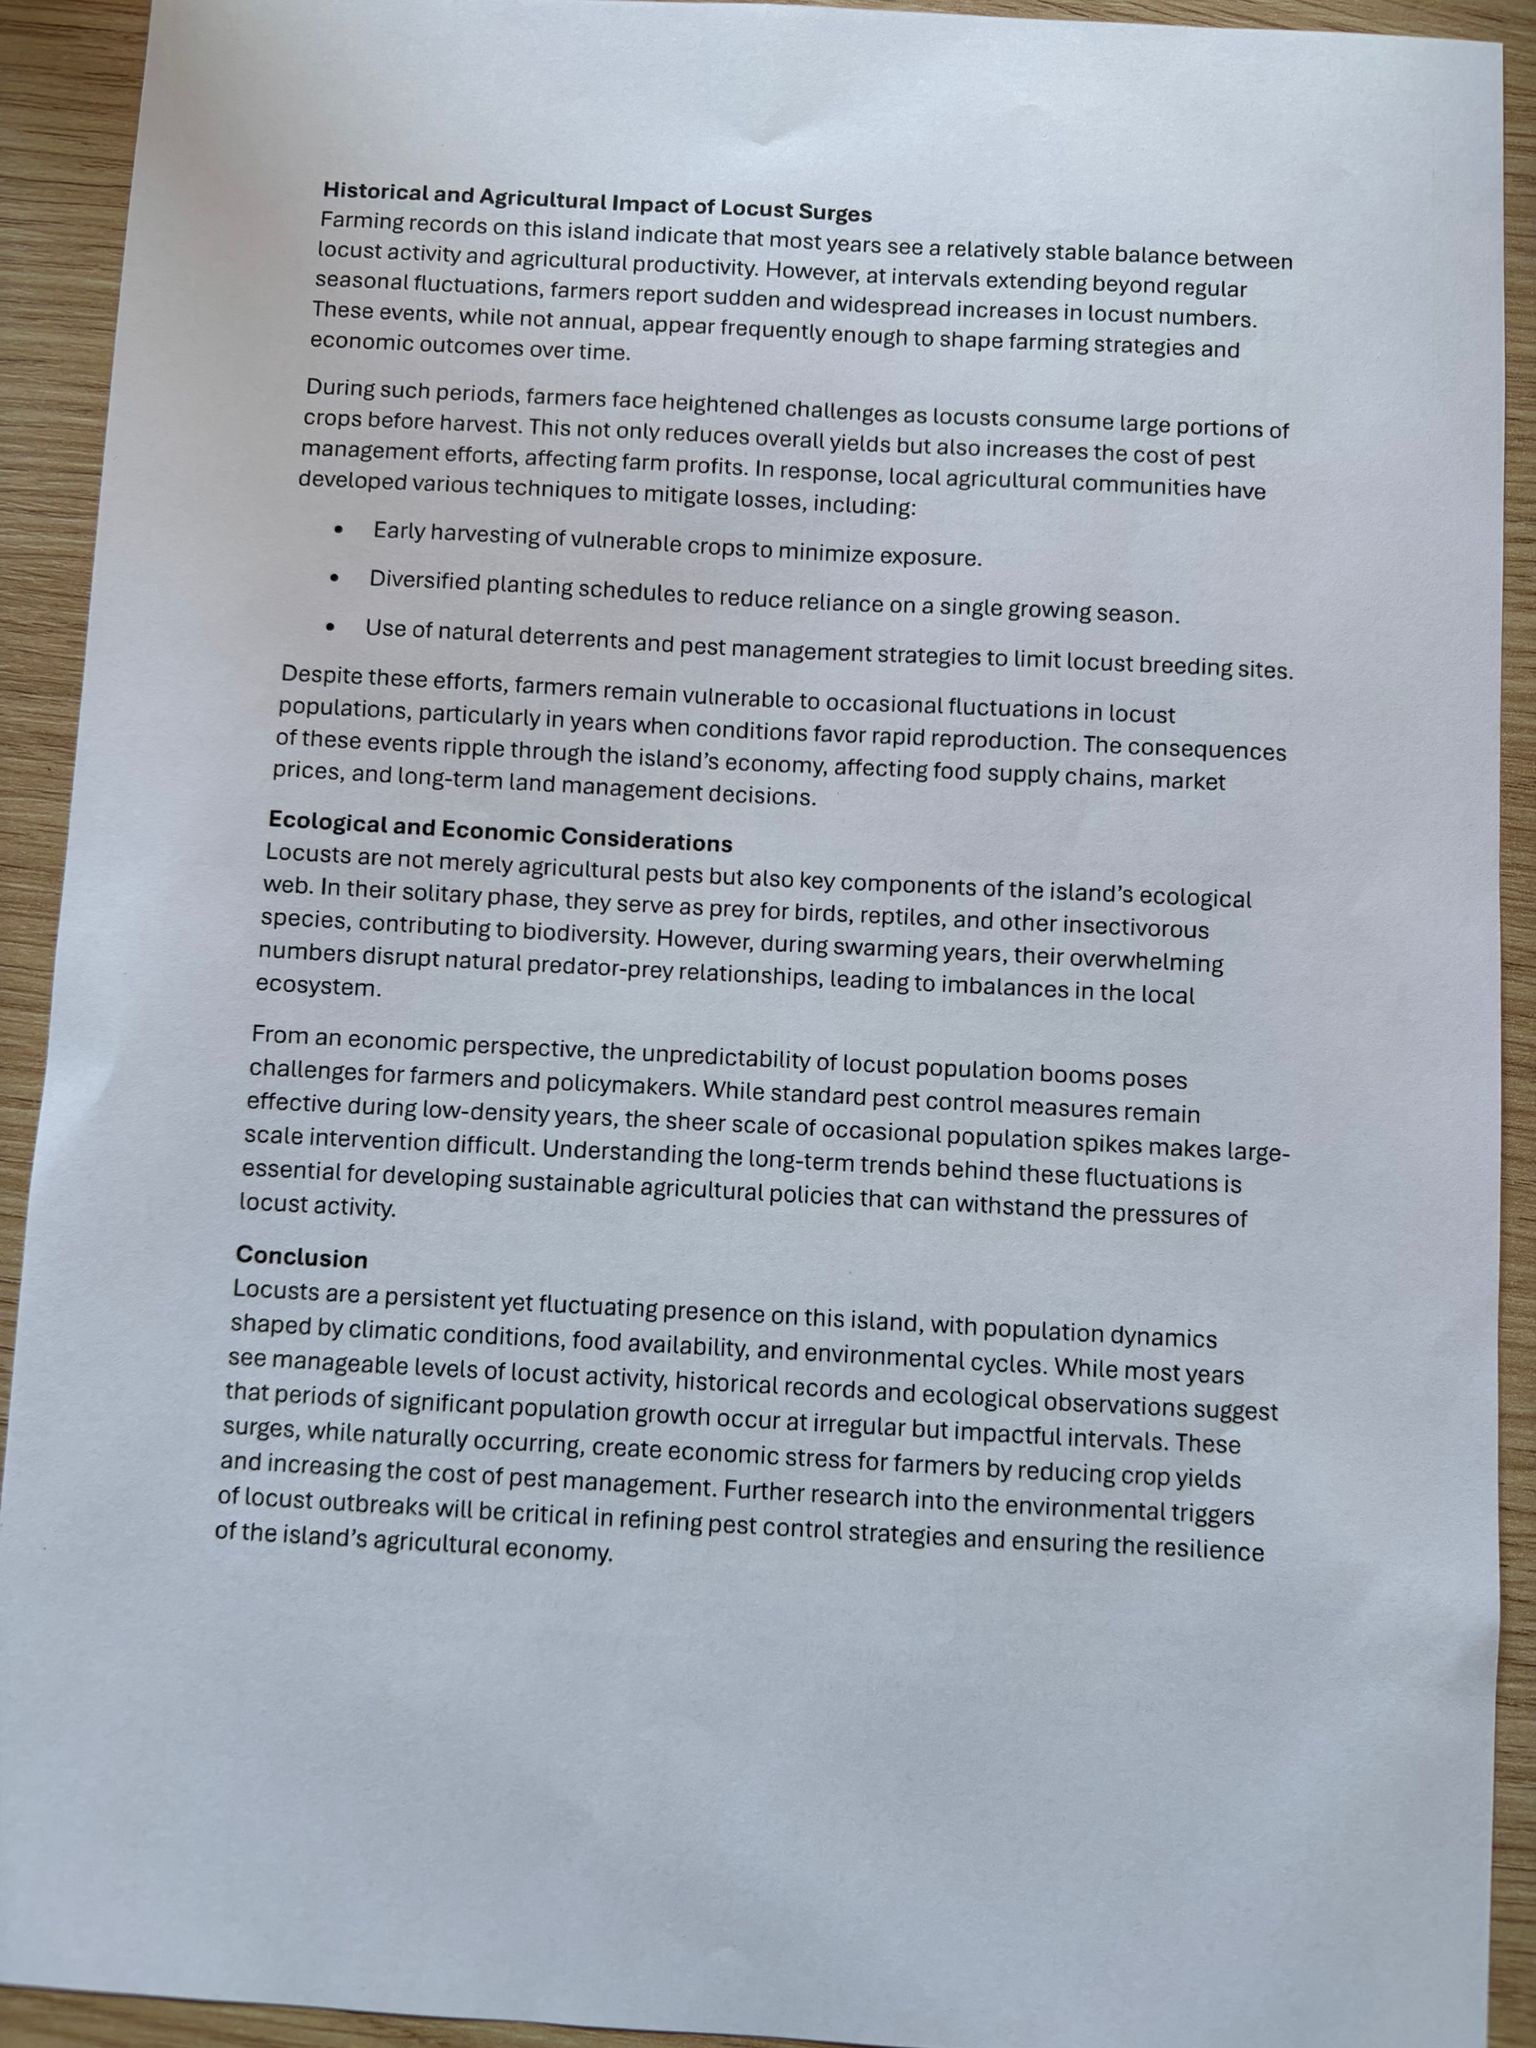 Historical and Agricultural Impact of Locust Surges
Farming records on this island indicate that most years see a relatively stable balance between
locust activity and agricultural productivity. However, at intervals extending beyond regular
seasonal fluctuations, farmers report sudden and widespread increases in locust numbers.
These events, while not annual, appear frequently enough to shape farming strategies and
economic outcomes over time.
During such periods, farmers face heightened challenges as locusts consume large portions of
crops before harvest. This not only reduces overall yields but also increases the cost of pest
management efforts, affecting farm profits. In response, local agricultural communities have
developed various techniques to mitigate losses, including:
• Early harvesting of vulnerable crops to minimize exposure.
• Diversified planting schedules to reduce reliance on a single growing season.
• Use of natural deterrents and pest management strategies to limit locust breeding sites.
Despite these efforts, farmers remain vulnerable to occasional fluctuations in locust
populations, particularly in years when conditions favor rapid reproduction. The consequences
of these events ripple through the island's economy, affecting food supply chains, market
prices, and long-term land management decisions.
Ecological and Economic Considerations
Locusts are not merely agricultural pests but also key components of the island's ecological
web. In their solitary phase, they serve as prey for birds, reptiles, and other insectivorous
species, contributing to biodiversity. However, during swarming years, their overwhelming
numbers disrupt natural predator-prey relationships, leading to imbalances in the local
ecosystem.
From an economic perspective, the unpredictability of locust population booms poses
challenges for farmers and policymakers. While standard pest control measures remain
effective during low-density years, the sheer scale of occasional population spikes makes large-
scale intervention difficult. Understanding the long-term trends behind these fluctuations is
essential for developing sustainable agricultural policies that can withstand the pressures of
locust activity.
Conclusion
Locusts are a persistent yet fluctuating presence on this island, with population dynamics
shaped by climatic conditions, food availability, and environmental cycles. While most years
see manageable levels of locust activity, historical records and ecological observations suggest
that periods of significant population growth occur at irregular but impactful intervals. These
surges, while naturally occurring, create economic stress for farmers by reducing crop yields
and increasing the cost of pest management. Further research into the environmental triggers
of locust outbreaks will be critical in refining pest control strategies and ensuring the resilience
of the island's agricultural economy.